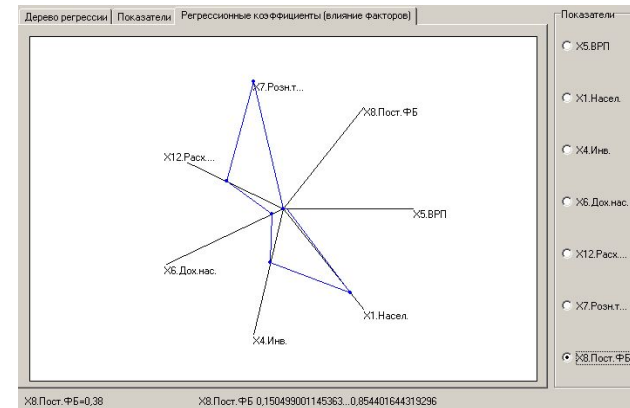 Дерево регрессии Показатели Регрессионные коэффициенты (влияние факторов)
X7.Розн.т...
X8.Пост.ФБ
X12.Расх....
X5.ВРП
X6.Дох.нас.
X1.Насел.
X4.Инв.
Показатели
X5.ВРП
X1.Насел.
X4.Инв.
X6.Дох.нас.
X12.Расх....
X7.Розн.т...
X8.Пост.ФБ
X8.Пост.ФБ=0,38 X8.Пост.ФБ 0,150499001145363...0,854401644319296